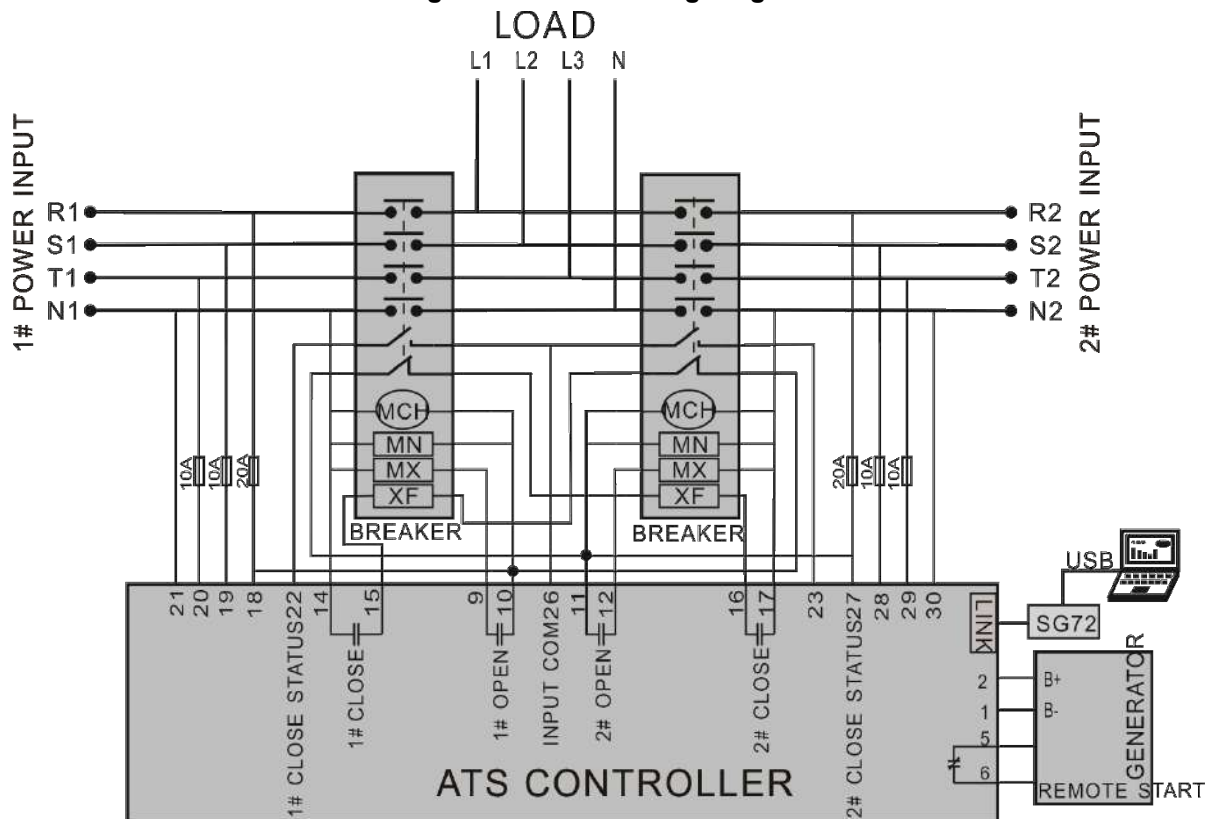 LOAD
L1 L2 L3 N
1# POWER INPUT
R1
S1
T1
N1
2# POWER INPUT
R2
S2
T2
N2
MCH
MN
MX
XF
BREAKER
MCH
MN
MX
XF
BREAKER
10A
10A
20A
20A
10A
10A
USB
SG72
LINK
21
20
19
18
1# CLOSE STATUS22
14
15
1# CLOSE
9
10
1# OPEN
INPUT COM26
11
12
2# OPEN
16
17
2# CLOSE
23
2# CLOSE STATUS27
28
29
30
2
1
5
6
B+
B-
GENERATOR
REMOTE START
ATS CONTROLLER